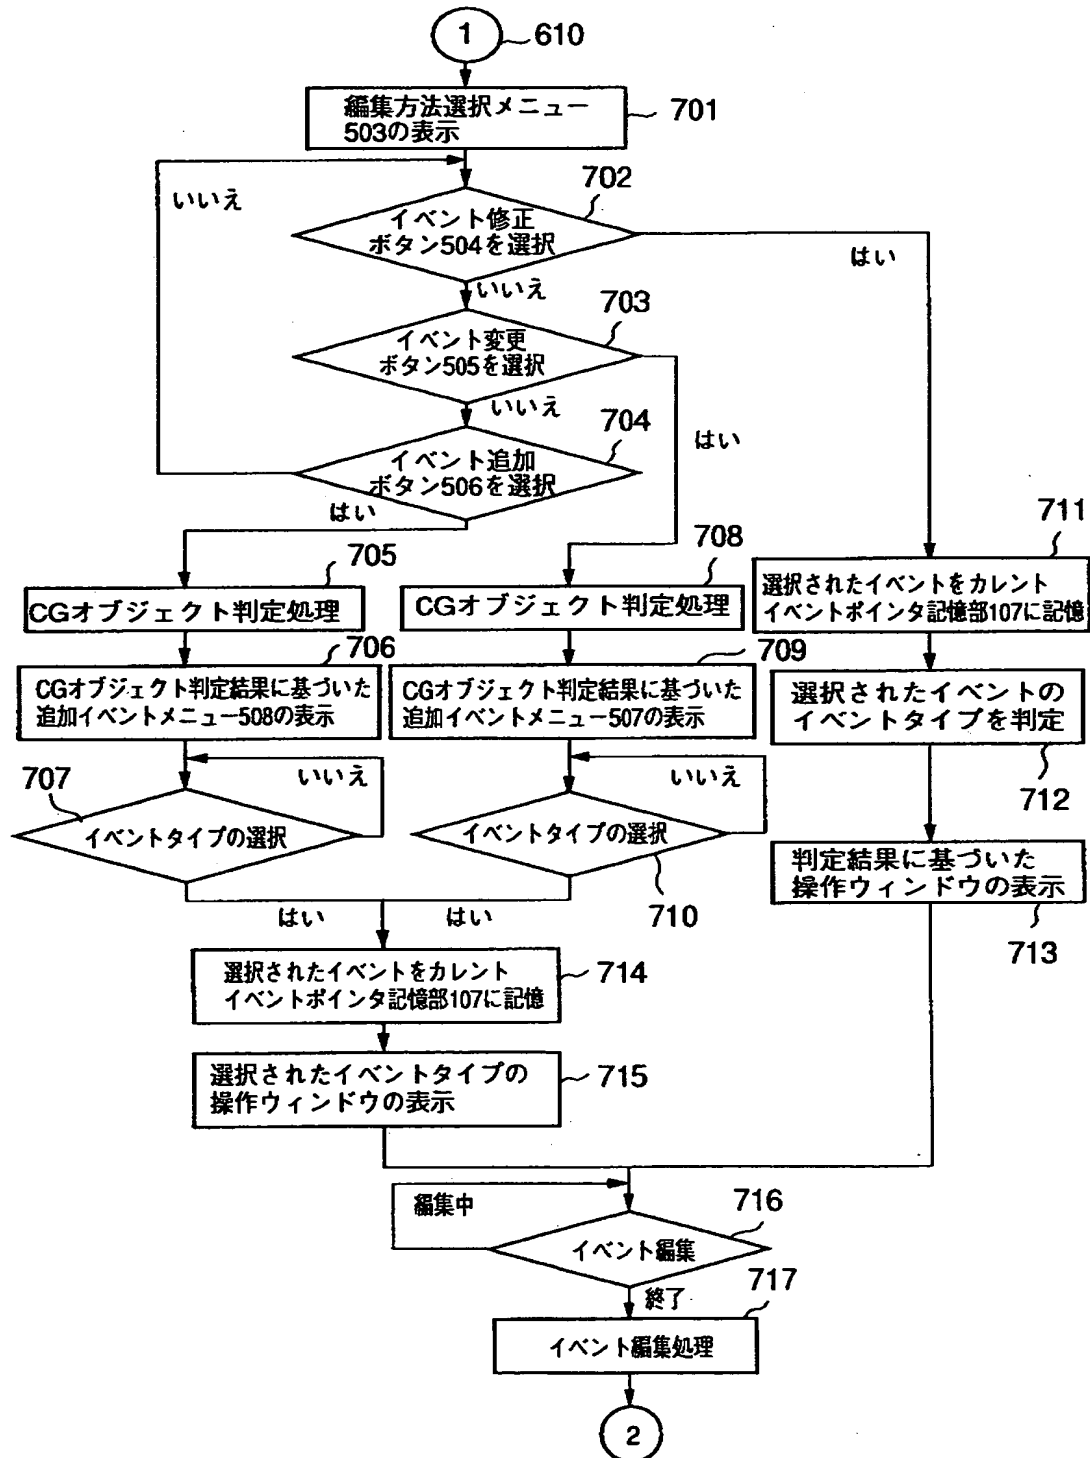 1
610
編集方法選択メニュー
503の表示
701
702
いいえ
イベント修正
ボタン504を選択
はい
いいえ
703
イベント変更
ボタン505を選択
いいえ
704
はい
イベント追加
ボタン506を選択
はい
705
708
711
CGオブジェクト判定処理
CGオブジェクト判定処理
選択されたイベントをカレント
イベントポインタ記憶部107に記憶
706
709
CGオブジェクト判定結果に基づいた
追加イベントメニュー508の表示
CGオブジェクト判定結果に基づいた
追加イベントメニュー507の表示
選択されたイベントの
イベントタイプを判定
712
707
いいえ
いいえ
イベントタイプの選択
イベントタイプの選択
710
判定結果に基づいた
操作ウィンドウの表示
713
はい
はい
選択されたイベントをカレント
イベントポインタ記憶部107に記憶
714
選択されたイベントタイプの
操作ウィンドウの表示
715
編集中
716
イベント編集
717
終了
イベント編集処理
2